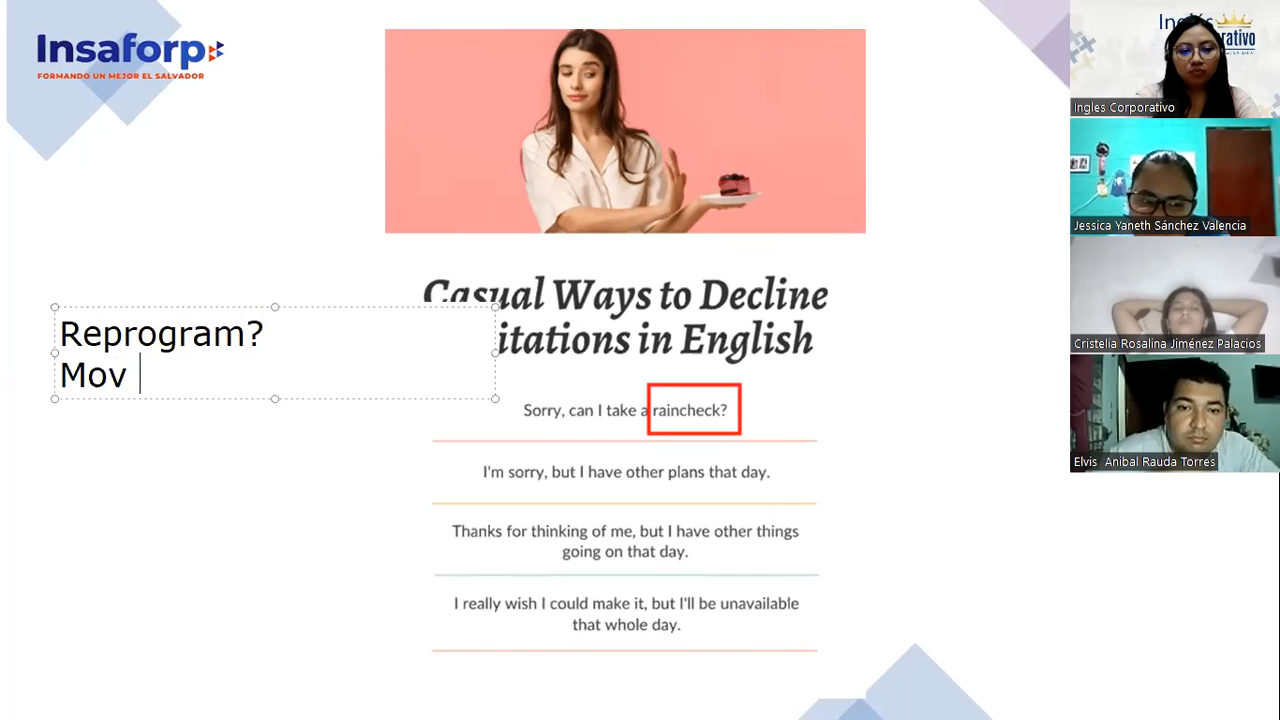 Insaforp
FORMANDO UN MEJOR EL SALVADOR
Casual Ways to Decline
itations in English
Reprogram?
Mov
Sorry, can I take a raincheck?
I'm sorry, but I have other plans that day.
Thanks for thinking of me, but I have other things
going on that day.
I really wish I could make it, but I'll be unavailable
that whole day.
Ingles Corporativo
Jessica Yaneth Sánchez Valencia
Cristelia Rosalina Jiménez Palacios
Elvis Anibal Rauda Torres